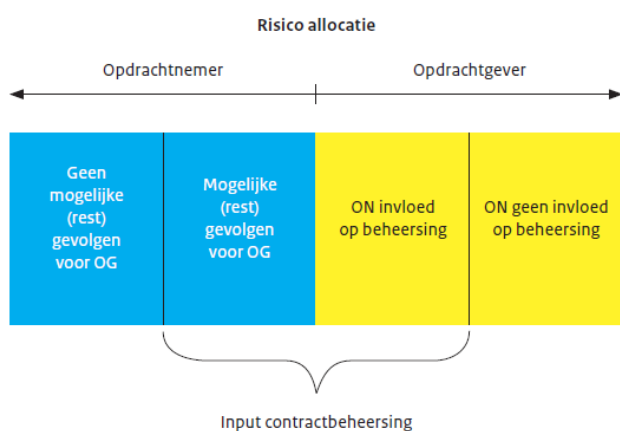 Risico allocatie
Opdrachtnemer
Opdrachtgever
Geen
mogelijke
(rest)
gevolgen
voor OG
Mogelijke
(rest)
gevolgen
voor OG
ON invloed
op beheersing
ON geen invloed
op beheersing
Input contractbeheersing